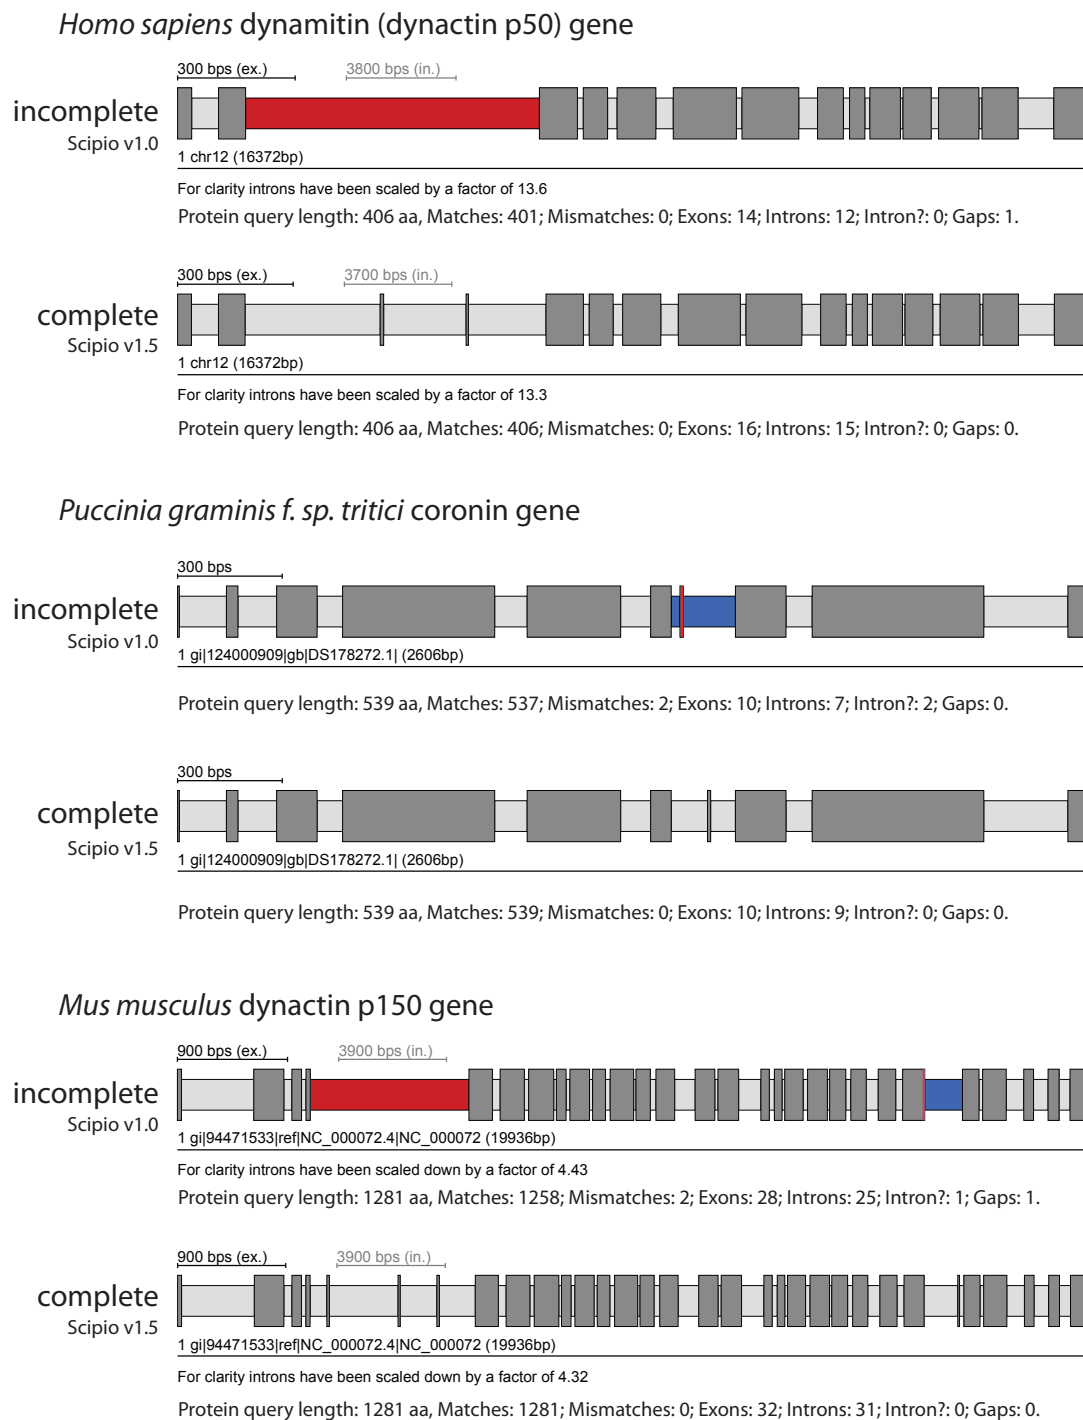 Homo sapiens dynamitin (dynactin p50) gene
300 bps (ex.) 3800 bps (in.)
incomplete
Scipio v1.0
1 chr12 (16372bp)
For clarity introns have been scaled by a factor of 13.6
Protein query length: 406 aa, Matches: 401; Mismatches: 0; Exons: 14; Introns: 12; Intron?: 0; Gaps: 1.
300 bps (ex.) 3700 bps (in.)
complete
Scipio v1.5
1 chr12 (16372bp)
For clarity introns have been scaled by a factor of 13.3
Protein query length: 406 aa, Matches: 406; Mismatches: 0; Exons: 16; Introns: 15; Intron?: 0; Gaps: 0.
Puccinia graminis f. sp. tritici coronin gene
300 bps
incomplete
Scipio v1.0
1 gi|124000909|gb|DS178272.1| (2606bp)
Protein query length: 539 aa, Matches: 537; Mismatches: 2; Exons: 10; Introns: 7; Intron?: 2; Gaps: 0.
300 bps
complete
Scipio v1.5
1 gi|124000909|gb|DS178272.1| (2606bp)
Protein query length: 539 aa, Matches: 539; Mismatches: 0; Exons: 10; Introns: 9; Intron?: 0; Gaps: 0.
Mus musculus dynactin p150 gene
900 bps (ex.) 3900 bps (in.)
incomplete
Scipio v1.0
1 gi|94471533|ref|NC_000072.4|NC_000072 (19936bp)
For clarity introns have been scaled down by a factor of 4.43
Protein query length: 1281 aa, Matches: 1258; Mismatches: 2; Exons: 28; Introns: 25; Intron?: 1; Gaps: 1.
900 bps (ex.) 3900 bps (in.)
complete
Scipio v1.5
1 gi|94471533|ref|NC_000072.4|NC_000072 (19936bp)
For clarity introns have been scaled down by a factor of 4.32
Protein query length: 1281 aa, Matches: 1281; Mismatches: 0; Exons: 32; Introns: 31; Intron?: 0; Gaps: 0.